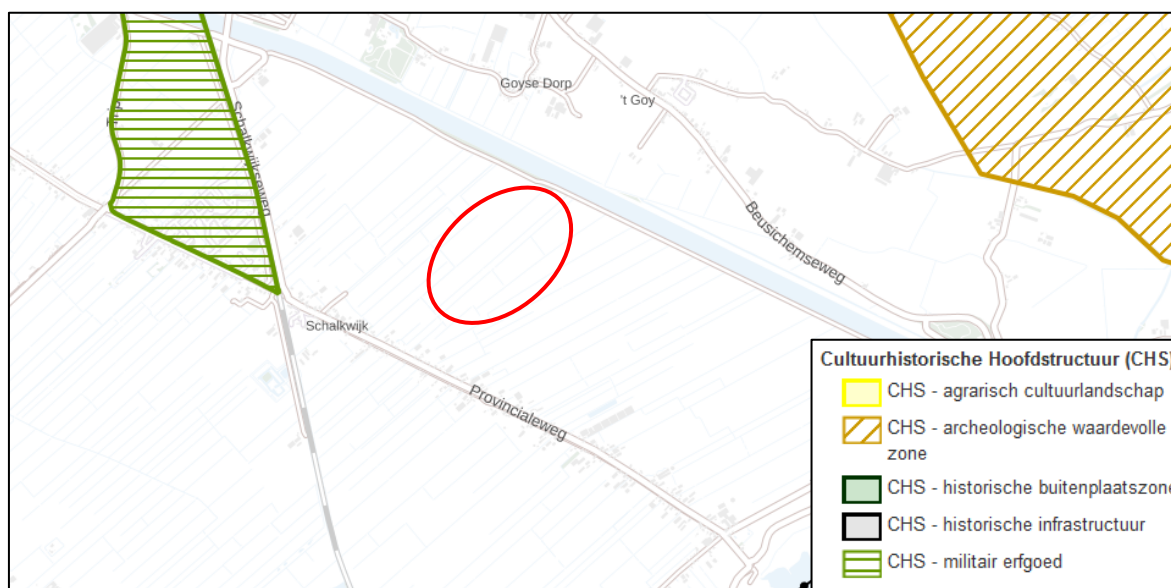 Goyse Dorp
't Goy
Schalkwijkseweg
Beusichemseweg
Schalkwijk
Provincialeweg
Cultuurhistorische Hoofdstructuur (CHS)
CHS - agrarisch cultuurlandschap
CHS - archeologische waardevolle
zone
CHS - historische buitenplaatszone
CHS - historische infrastructuur
CHS - militair erfgoed